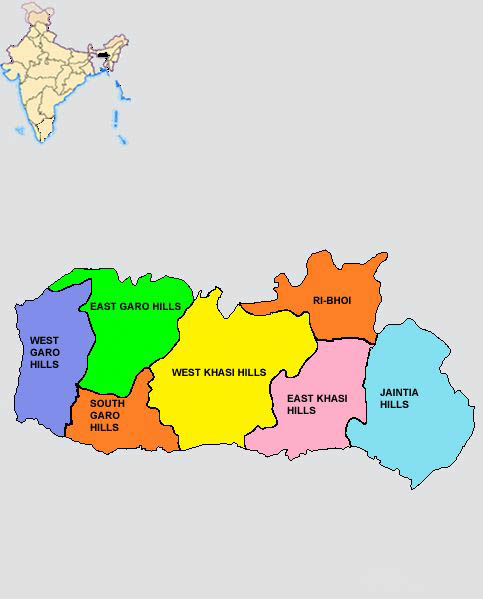 EAST GARO HILLS
RI-BHOI
WEST
GARO
HILLS
WEST KHASI HILLS
SOUTH
GARO
HILLS
EAST KHASI
HILLS
JAINTIA
HILLS